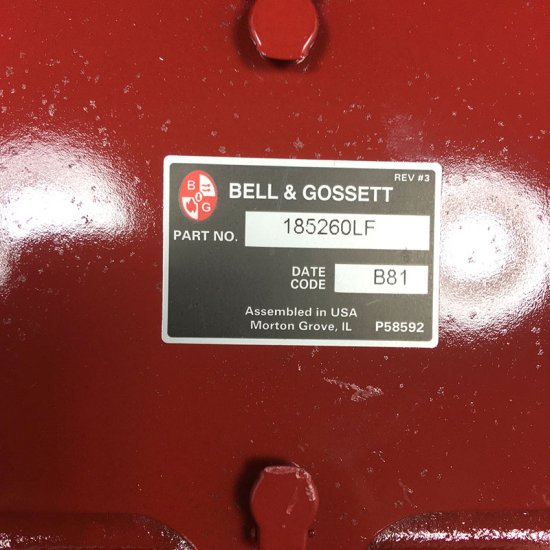 REV #3
B G
BELL & GOSSETT
PART NO. 185260LF
DATE CODE B81
Assembled in USA
Morton Grove, IL P58592